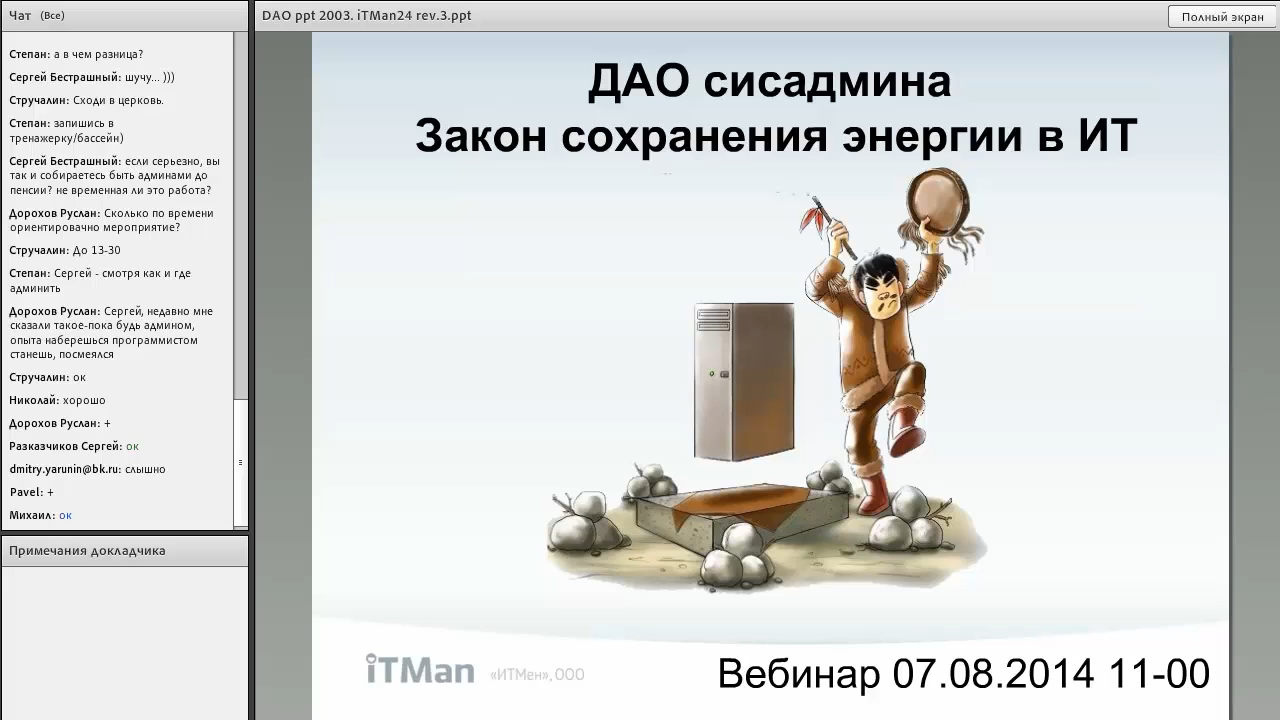 Чат (Все)
Степан: а в чем разница?
Сергей Бестрашный: шучу... )))
Стручалин: Сходи в церковь.
Степан: запишись в
тренажерку/бассейн)
Сергей Бестрашный: если серьезно, вы
так и собираетесь быть админами до
пенсии? не временная ли это работа?
Дорохов Руслан: Сколько по времени
ориентировачно мероприятие?
Стручалин: До 13-30
Степан: Сергей - смотря как и где
админить
Дорохов Руслан: Сергей, недавно мне
сказали такое-пока будь админом,
опыта наберешься программистом
станешь, посмеялся
Стручалин: ок
Николай: хорошо
Дорохов Руслан: +
Разказчиков Сергей: ок
dmitry.yarunin@bk.ru: слышно
Pavel: +
Михаил: ок
Примечания докладчика
DAO ppt 2003. iTMan24 rev.3.ppt
Полный экран
ДАО сисадмина
Закон сохранения энергии в ИТ
iTMan «ИТМен», ООО
Вебинар 07.08.2014 11-00